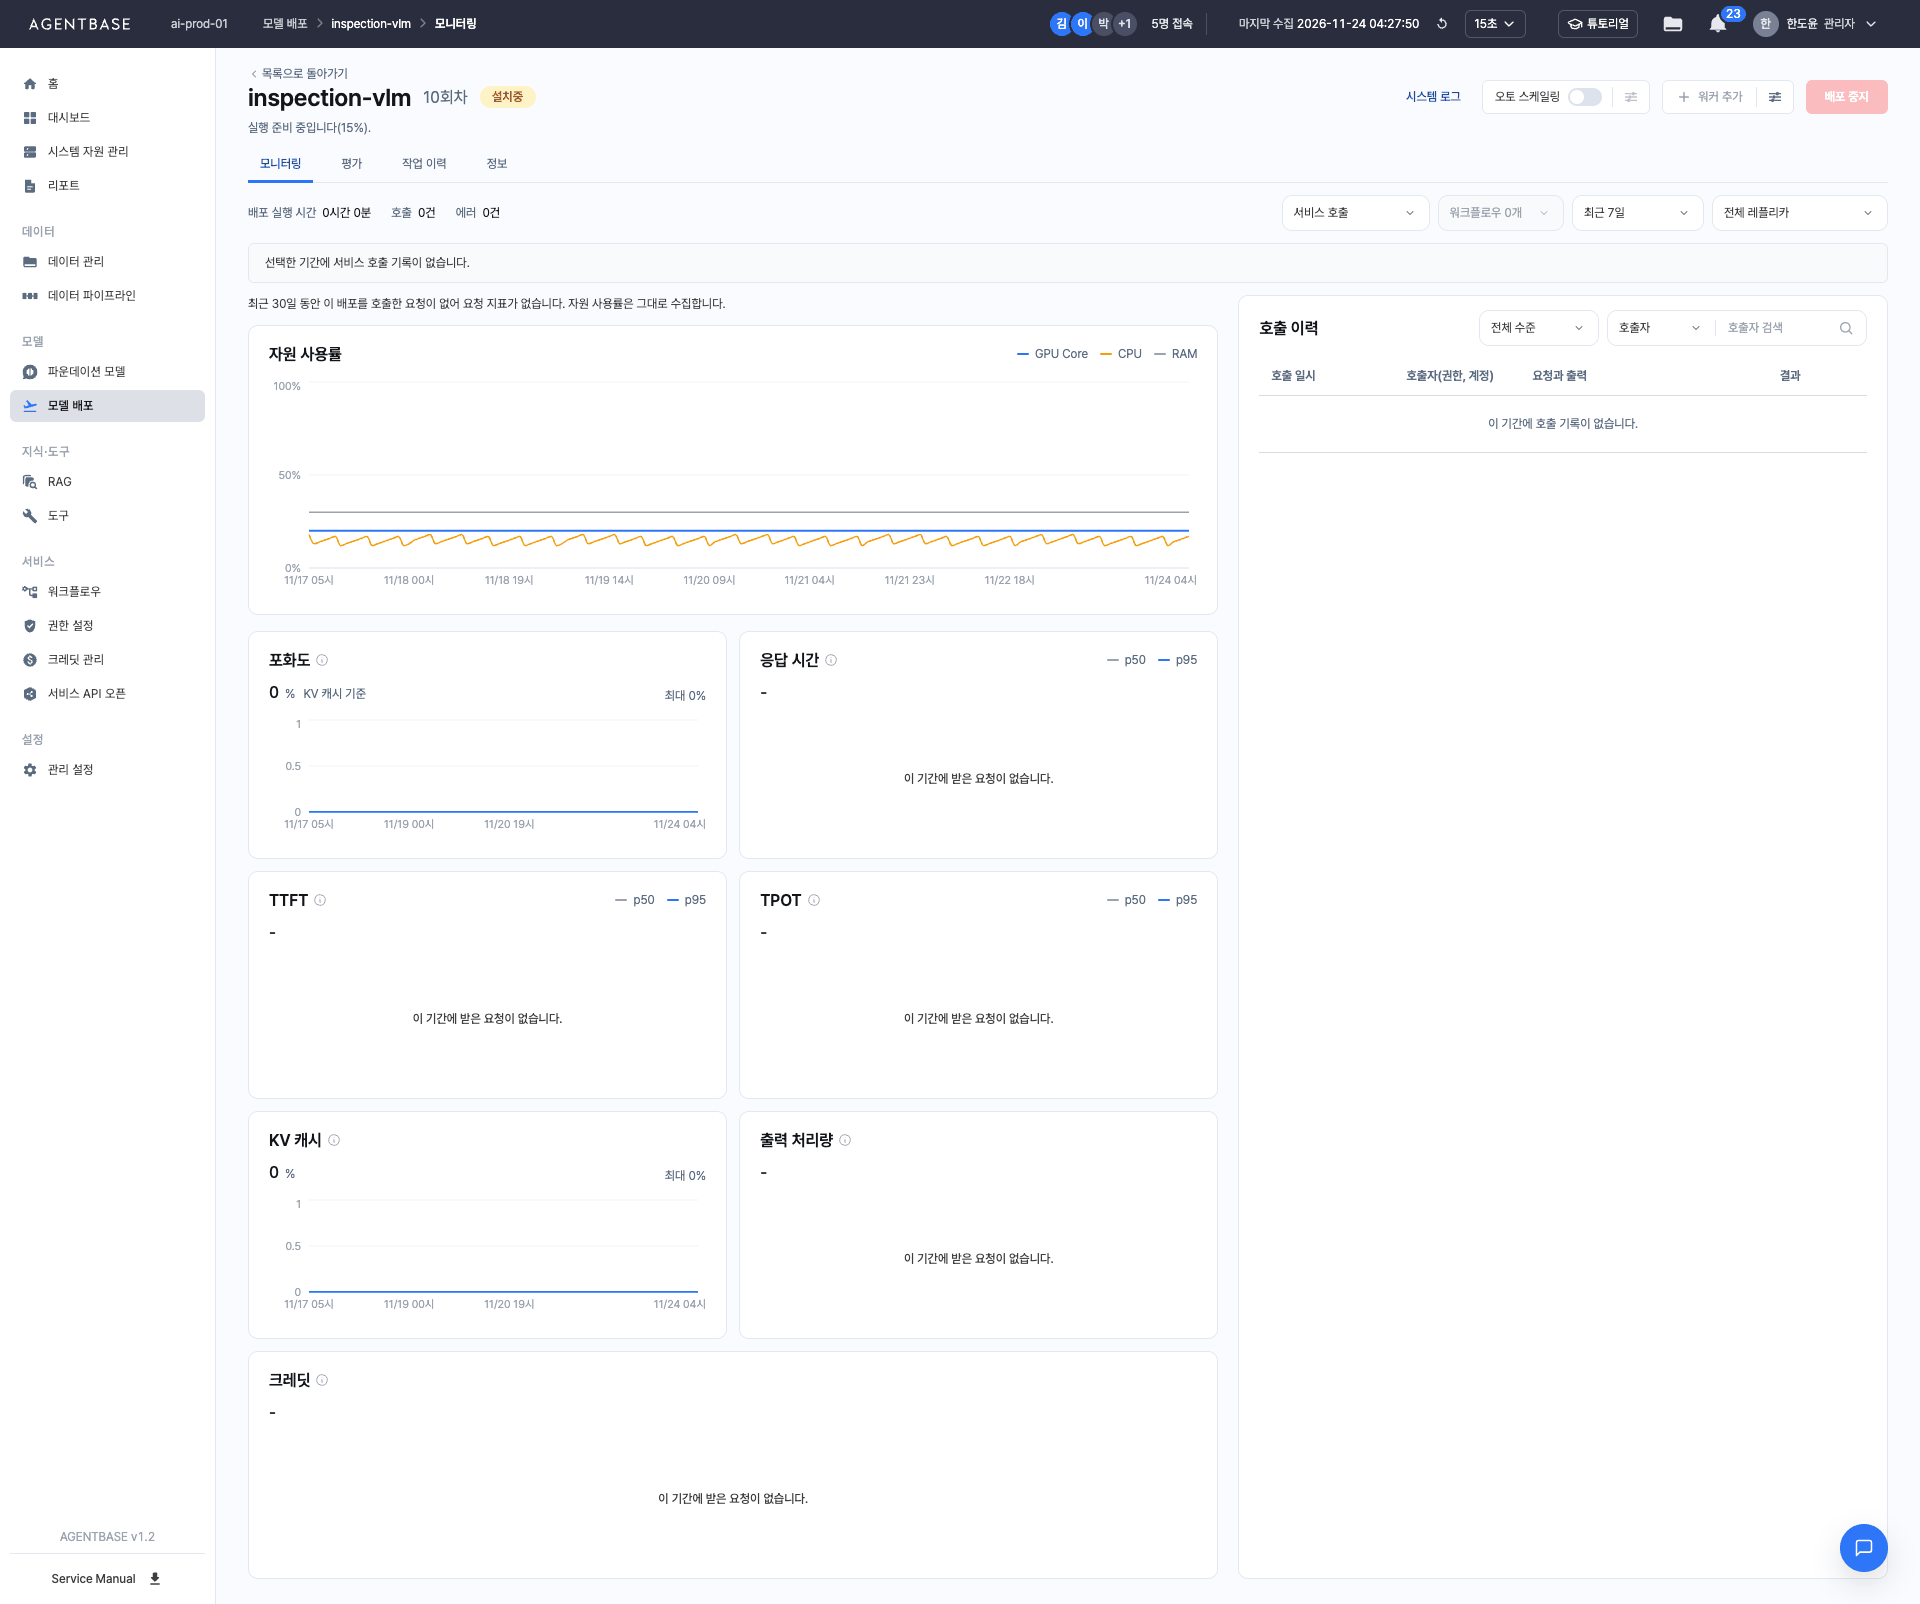 AGENTBASE
ai-prod-01
모델 배포 > inspection-vlm > 모니터링
김 이 박 +1 5명 접속
마지막 수집 2026-11-24 04:27:50
15초
튜토리얼
23
한 한도윤 관리자
홈
대시보드
시스템 자원 관리
리포트
데이터
데이터 관리
데이터 파이프라인
모델
파운데이션 모델
모델 배포
지식·도구
RAG
도구
서비스
워크플로우
권한 설정
크레딧 관리
서비스 API 오픈
설정
관리 설정
AGENTBASE v1.2
Service Manual
목록으로 돌아가기
inspection-vlm 10회차 설치중
실행 준비 중입니다(15%).
시스템 로그
오토 스케일링
워커 추가
배포 중지
모니터링 평가 작업 이력 정보
배포 실행 시간 0시간 0분 호출 0건 에러 0건
서비스 호출
워크플로우 0개
최근 7일
전체 레플리카
선택한 기간에 서비스 호출 기록이 없습니다.
최근 30일 동안 이 배포를 호출한 요청이 없어 요청 지표가 없습니다. 자원 사용률은 그대로 수집합니다.
자원 사용률
GPU Core CPU RAM
100%
50%
0%
11/17 05시 11/18 00시 11/18 19시 11/19 14시 11/20 09시 11/21 04시 11/21 23시 11/22 18시 11/24 04시
포화도
0 % KV 캐시 기준
최대 0%
1
0.5
0
11/17 05시 11/19 00시 11/20 19시 11/24 04시
응답 시간
p50 p95
-
이 기간에 받은 요청이 없습니다.
TTFT
p50 p95
-
이 기간에 받은 요청이 없습니다.
TPOT
p50 p95
-
이 기간에 받은 요청이 없습니다.
KV 캐시
0 %
최대 0%
1
0.5
0
11/17 05시 11/19 00시 11/20 19시 11/24 04시
출력 처리량
-
이 기간에 받은 요청이 없습니다.
크레딧
-
이 기간에 받은 요청이 없습니다.
호출 이력
전체 수준
호출자
호출자 검색
호출 일시 호출자(권한, 계정) 요청과 출력 결과
이 기간에 호출 기록이 없습니다.